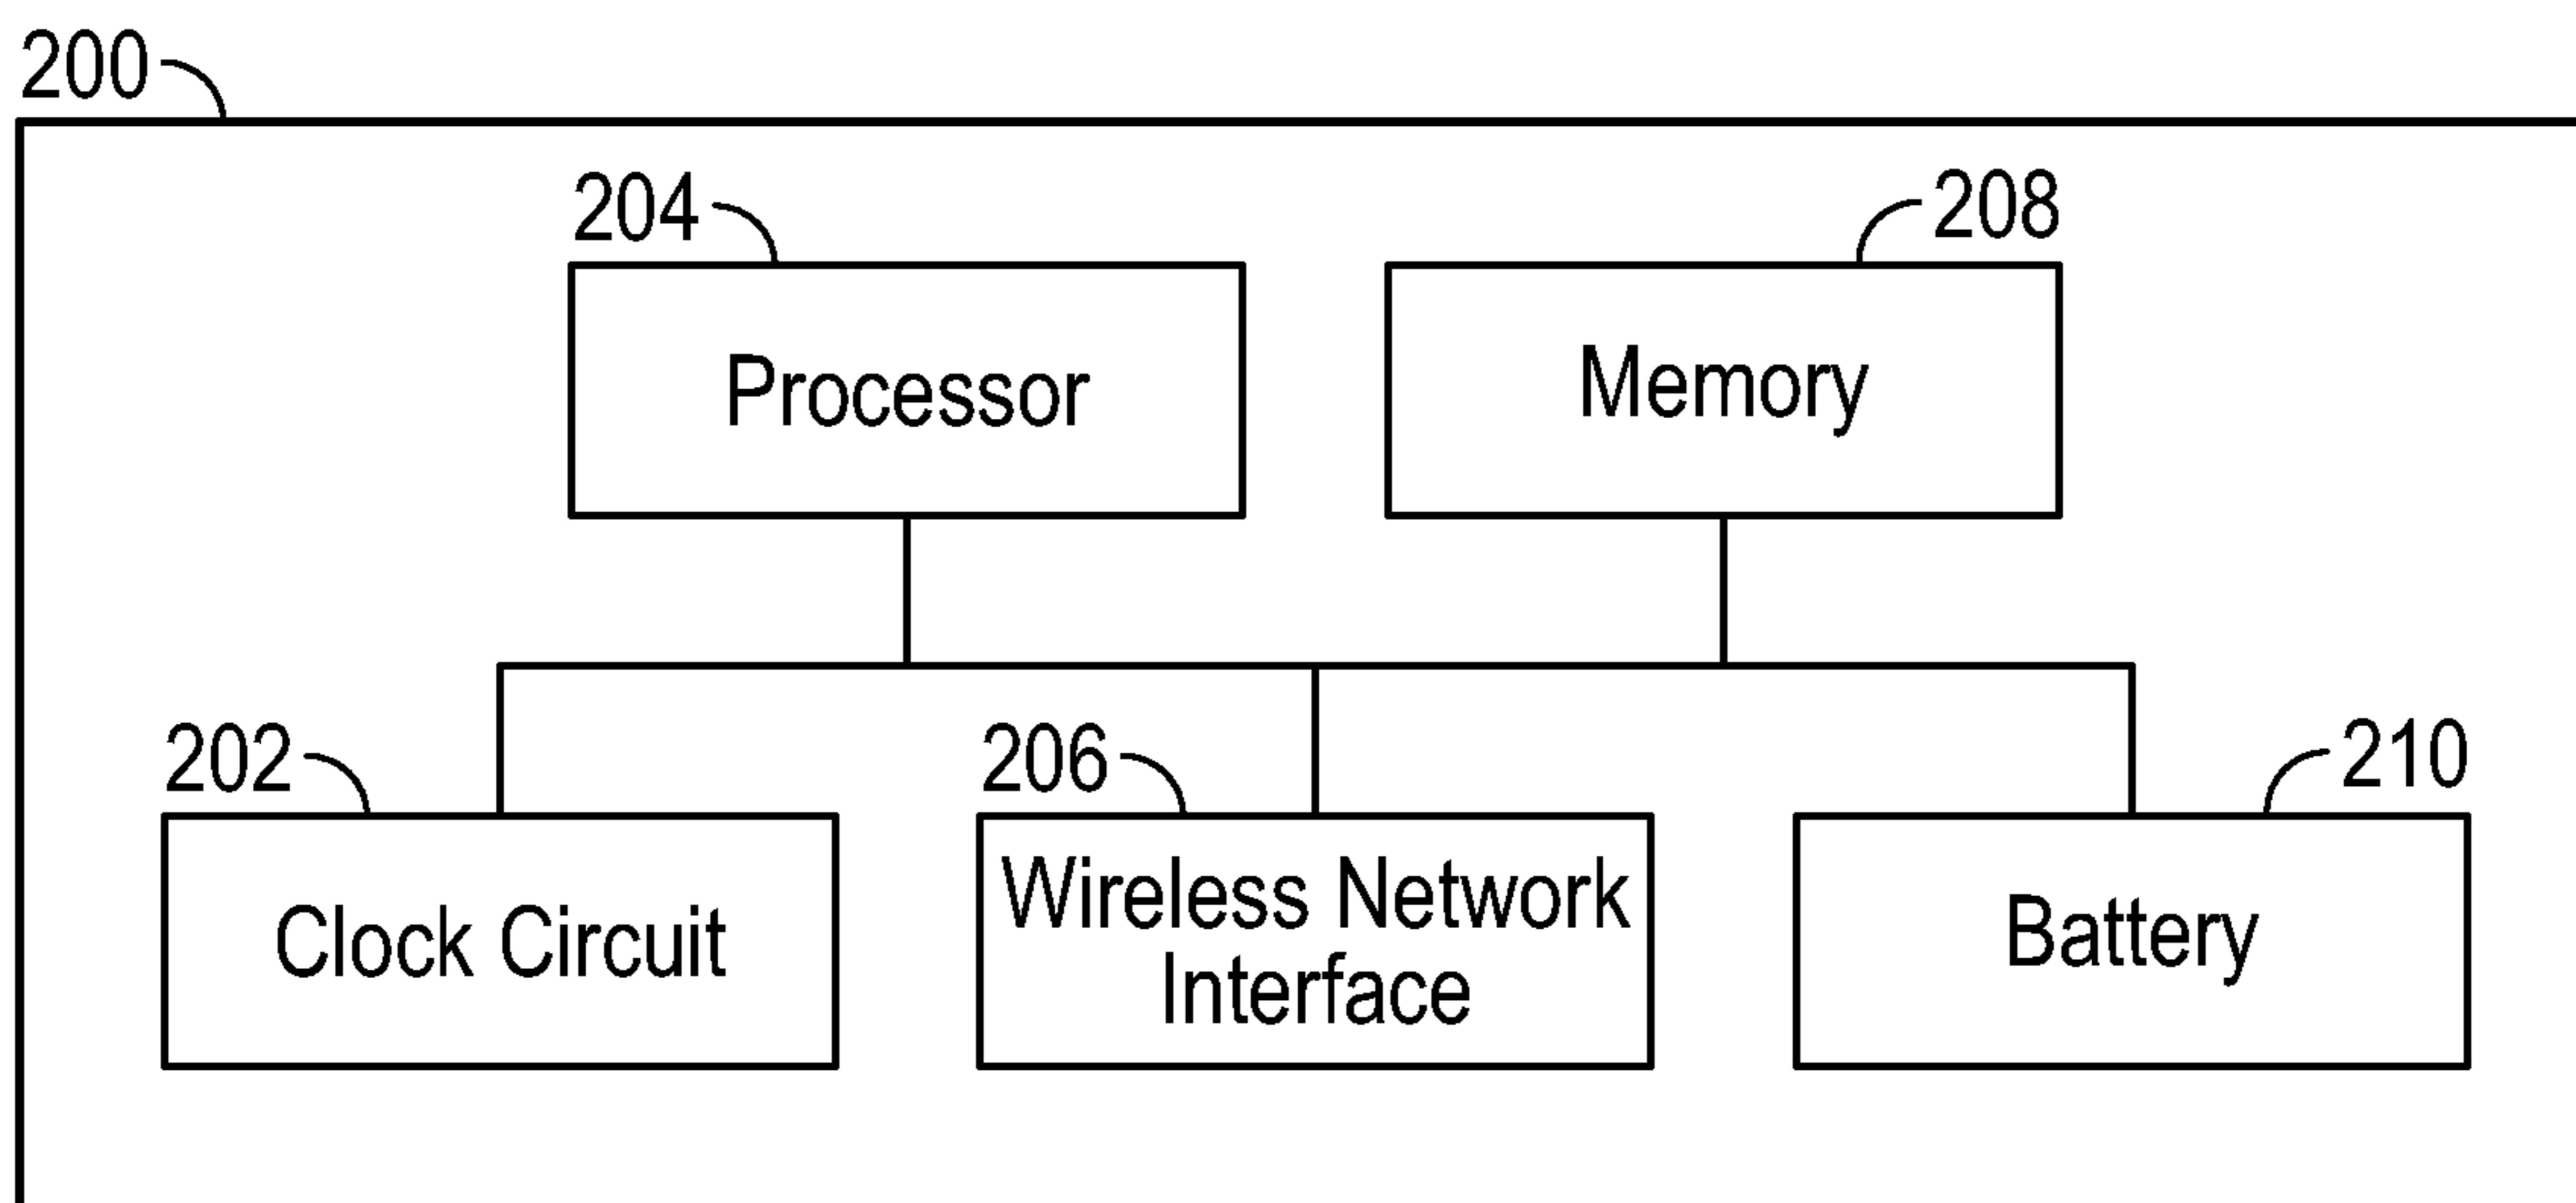 200
204
208
Processor
Memory
202
206
210
Clock Circuit
Wireless Network
Interface
Battery